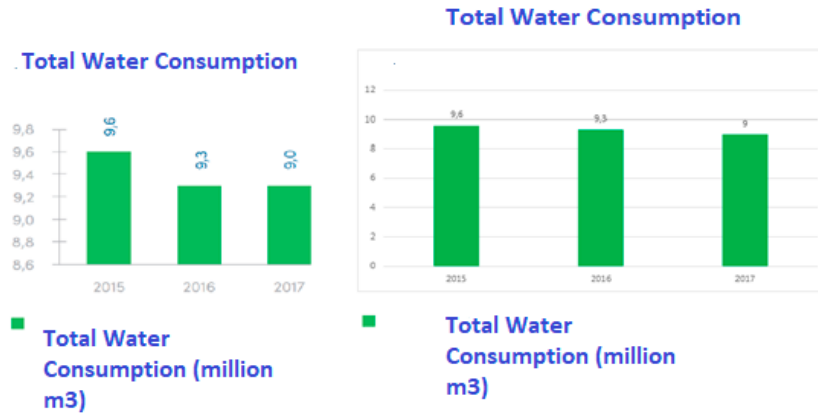 Total Water Consumption
9,8
9,6
9,4
9,2
9,0
8,8
8,6
9,6
9,3
9,0
2015 2016 2017
Total Water
Consumption (million
m3)
Total Water Consumption
12
10
8
6
4
2
0
9,6
9,3
9
2015 2016 2017
Total Water
Consumption (million
m3)